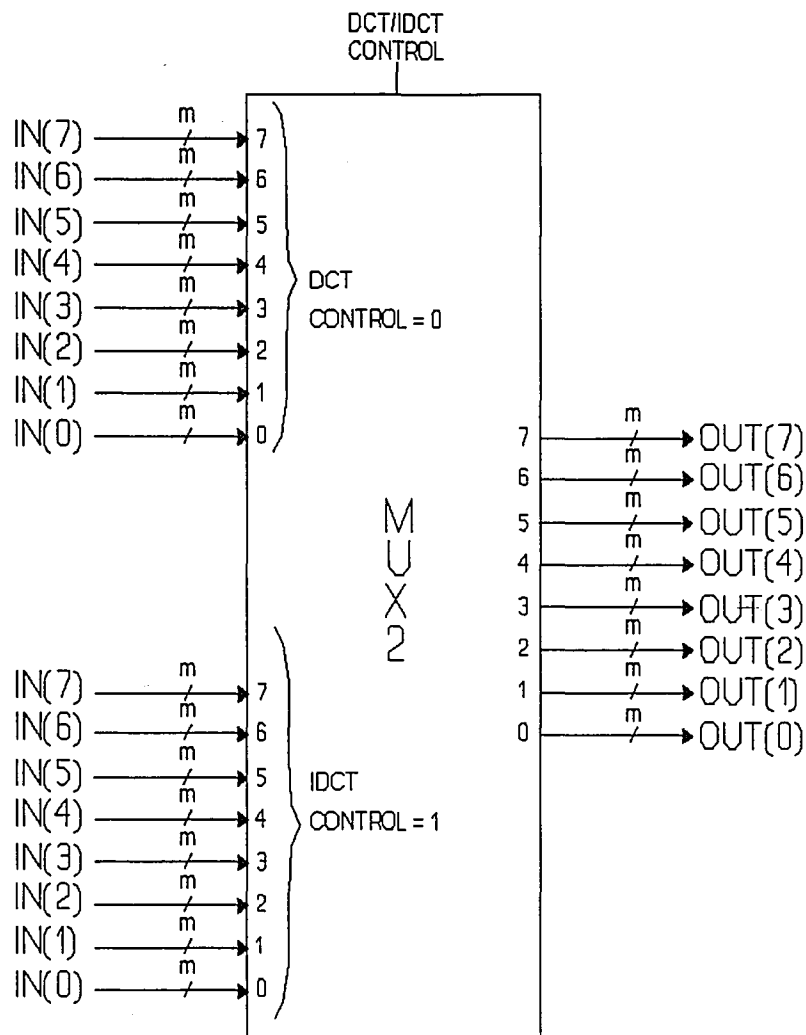 DCT/IDCT
CONTROL
m
IN(7) 7
m
IN(6) 6
m
IN(5) 5
m
IN(4) 4
m
IN(3) 3
m
IN(2) 2
m
IN(1) 1
m
IN(0) 0
DCT
CONTROL = 0
MUX2
m
7 OUT(7)
m
6 OUT(6)
m
5 OUT(5)
m
4 OUT(4)
m
3 OUT(3)
m
2 OUT(2)
m
1 OUT(1)
m
0 OUT(0)
m
IN(7) 7
m
IN(6) 6
m
IN(5) 5
m
IN(4) 4
m
IN(3) 3
m
IN(2) 2
m
IN(1) 1
m
IN(0) 0
IDCT
CONTROL = 1